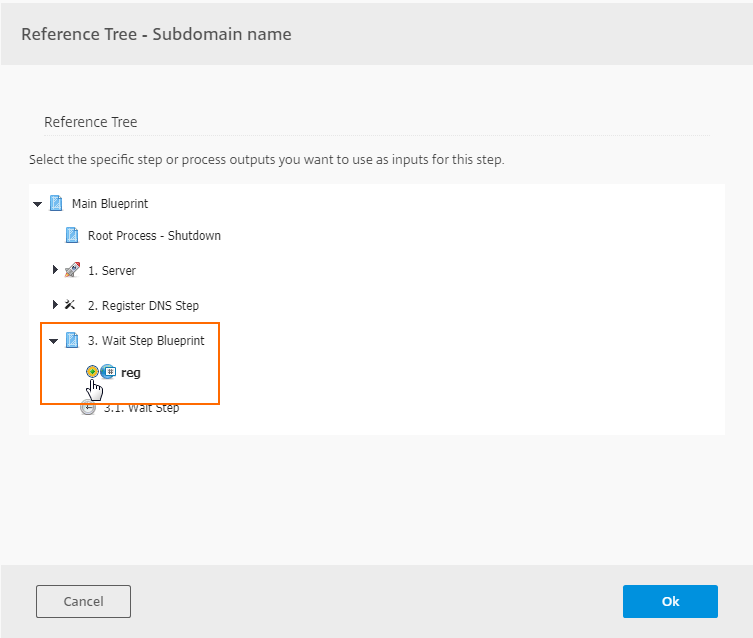 Reference Tree - Subdomain name
Reference Tree
Select the specific step or process outputs you want to use as inputs for this step.
Main Blueprint
Root Process - Shutdown
1. Server
2. Register DNS Step
3. Wait Step Blueprint
# reg
3.1. Wait Step
Cancel
Ok